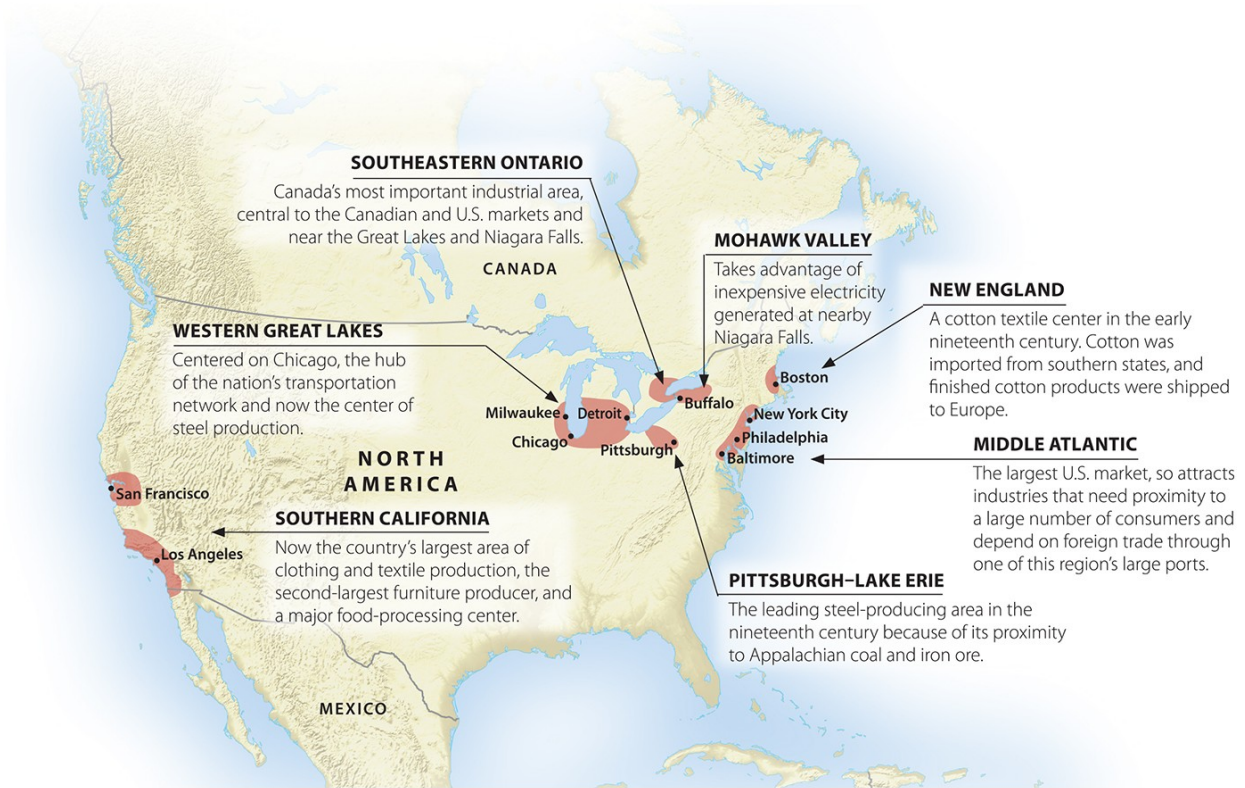 SOUTHEASTERN ONTARIO
Canada’s most important industrial area,
central to the Canadian and U.S. markets and
near the Great Lakes and Niagara Falls.
MOHAWK VALLEY
Takes advantage of
inexpensive electricity
generated at nearby
Niagara Falls.
CANADA
NEW ENGLAND
A cotton textile center in the early
nineteenth century. Cotton was
imported from southern states, and
finished cotton products were shipped
to Europe.
WESTERN GREAT LAKES
Centered on Chicago, the hub
of the nation’s transportation
network and now the center of
steel production.
Boston
Buffalo
Milwaukee
Detroit
New York City
Chicago
Pittsburgh
Philadelphia
Baltimore
MIDDLE ATLANTIC
The largest U.S. market, so attracts
industries that need proximity to
a large number of consumers and
depend on foreign trade through
one of this region’s large ports.
NORTH
AMERICA
San Francisco
SOUTHERN CALIFORNIA
Now the country’s largest area of
clothing and textile production, the
second-largest furniture producer, and
a major food-processing center.
Los Angeles
PITTSBURGH–LAKE ERIE
The leading steel-producing area in the
nineteenth century because of its proximity
to Appalachian coal and iron ore.
MEXICO